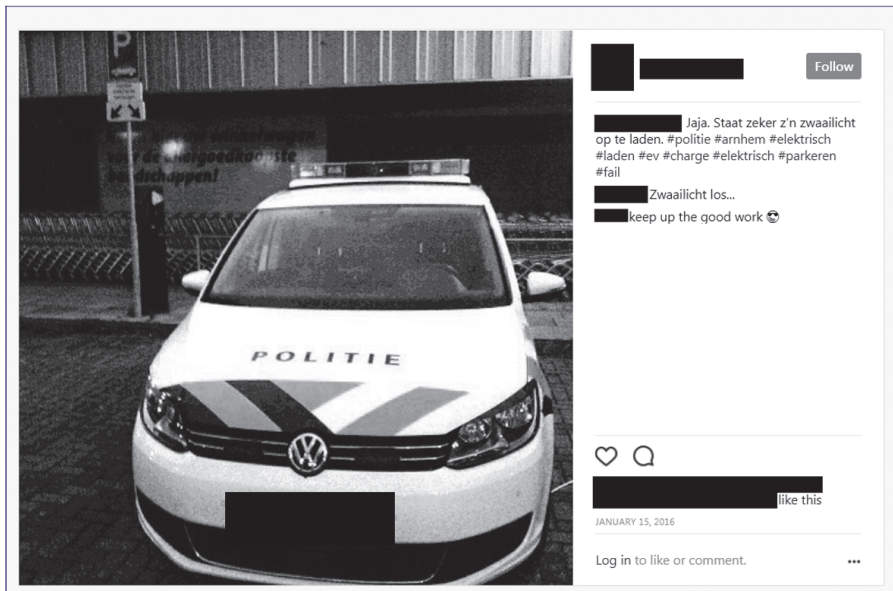 P
voor de allergoedkoopste
boodschappen!
POLITIE
Follow
Jaja. Staat zeker z'n zwaailicht
op te laden. #politie #arnhem #elektrisch
#laden #ev #charge #elektrisch #parkeren
#fail
Zwaailicht los...
keep up the good work
like this
JANUARY 15, 2016
Log in to like or comment.